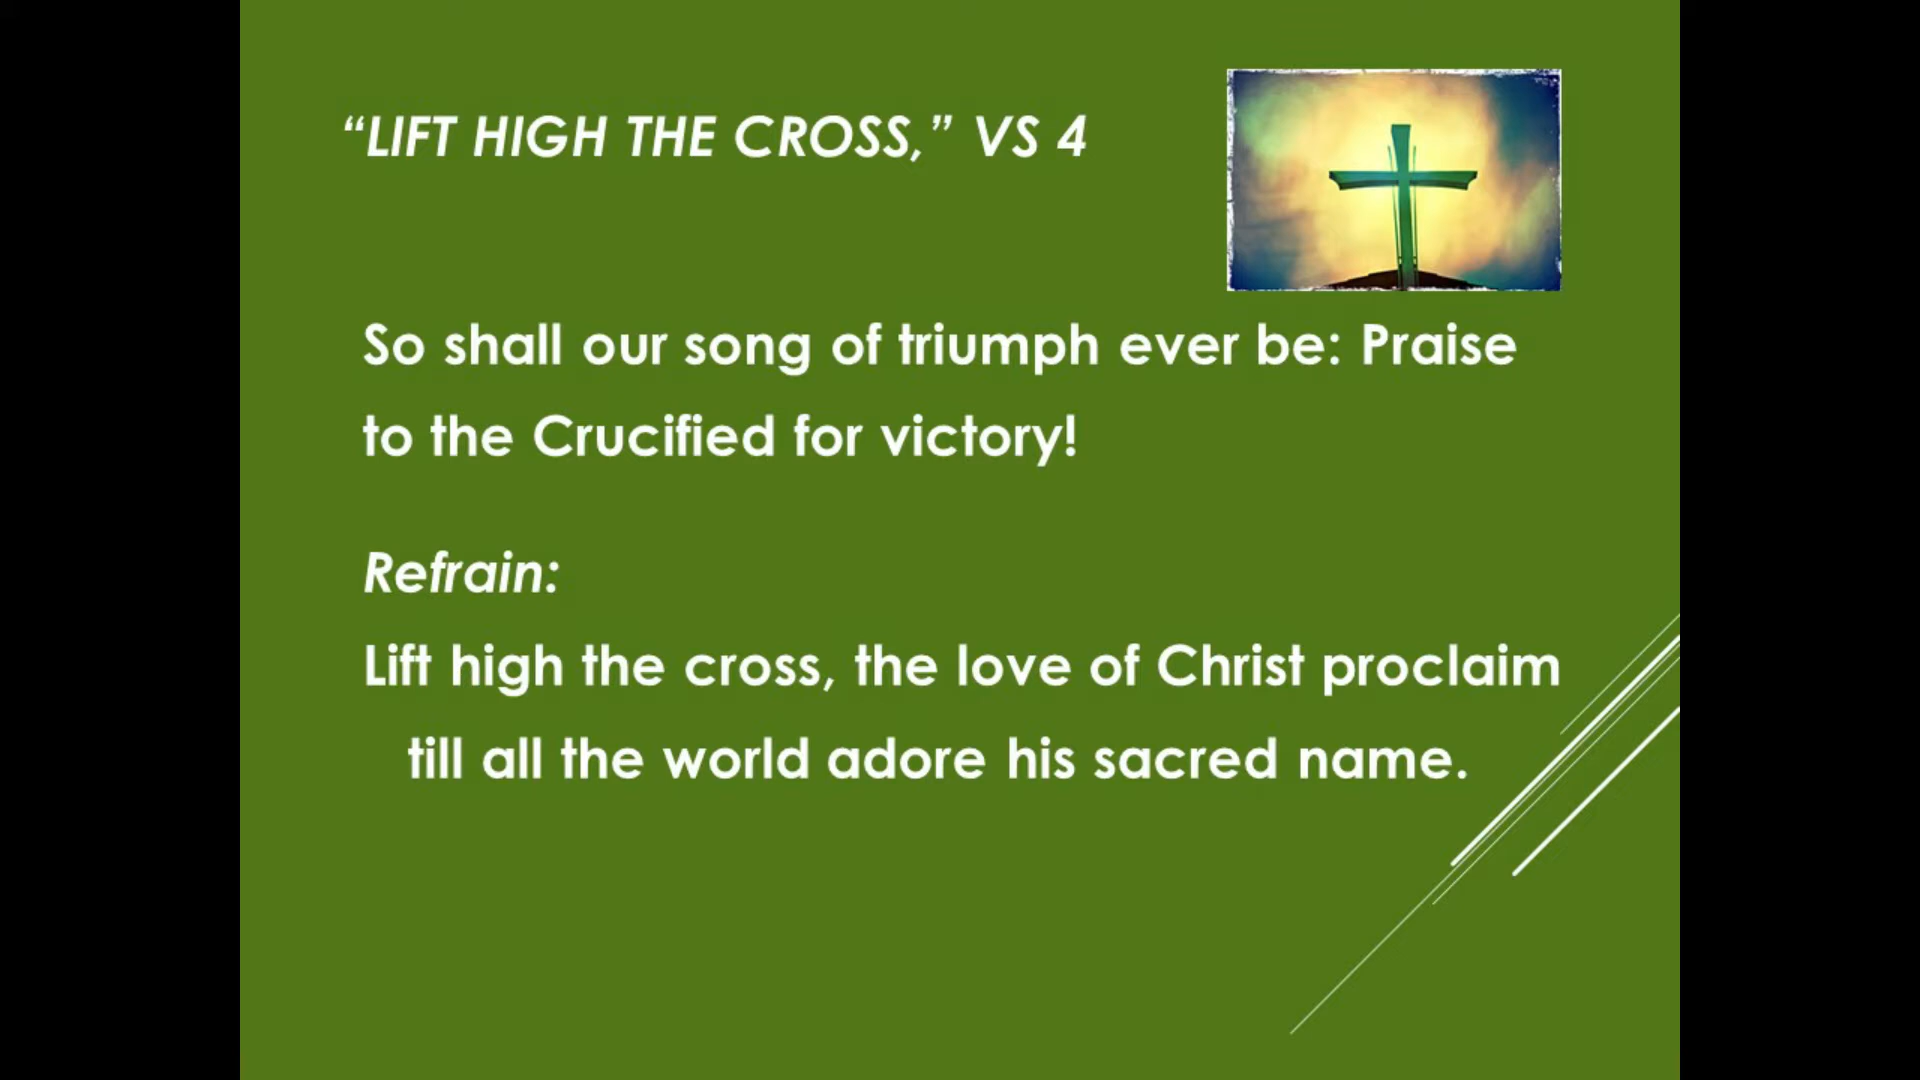 “LIFT HIGH THE CROSS,” VS 4
So shall our song of triumph ever be: Praise
to the Crucified for victory!
Refrain:
Lift high the cross, the love of Christ proclaim
till all the world adore his sacred name.